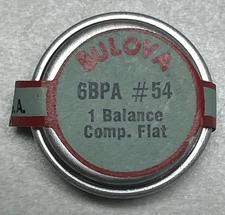 BULOVA
6BPA #54
1 Balance
Comp. Flat
.A.